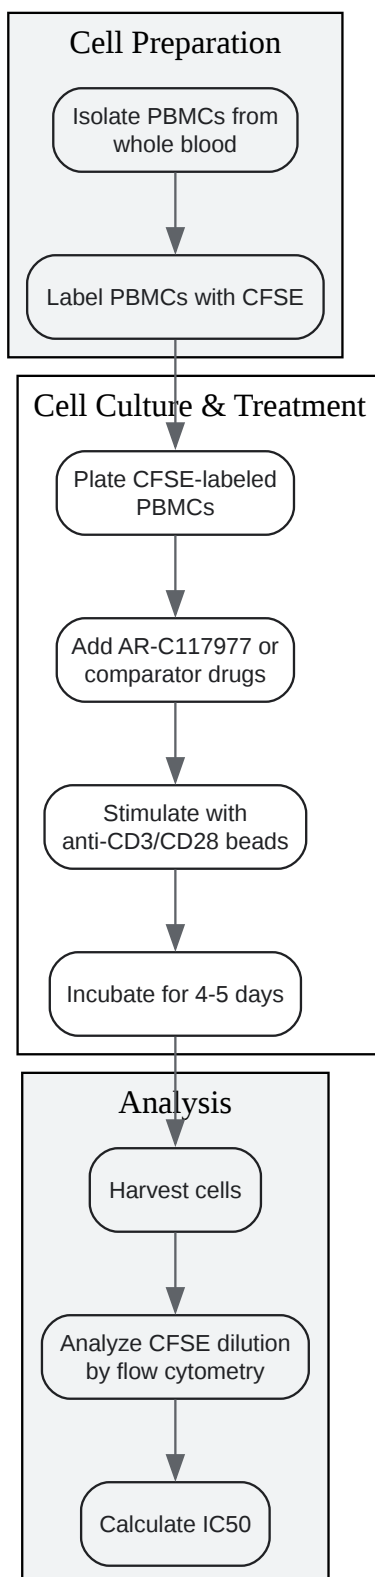 Cell Preparation
Isolate PBMCs from
whole blood
Label PBMCs with CFSE
Cell Culture & Treatment
Plate CFSE-labeled
PBMCs
Add AR-C117977 or
comparator drugs
Stimulate with
anti-CD3/CD28 beads
Incubate for 4-5 days
Analysis
Harvest cells
Analyze CFSE dilution
by flow cytometry
Calculate IC50